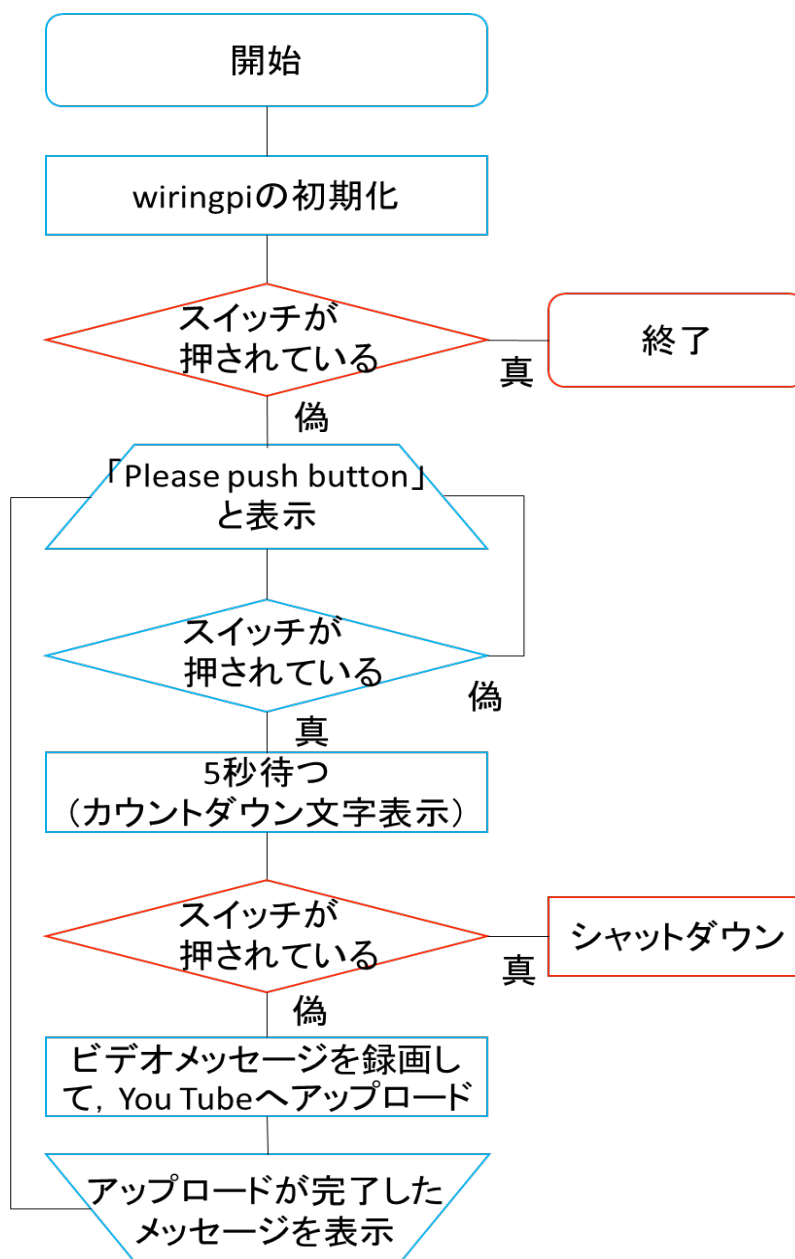 開始
wiringpiの初期化
スイッチが
押されている
真
終了
偽
「Please push button」
と表示
スイッチが
押されている
偽
真
5秒待つ
（カウントダウン文字表示）
スイッチが
押されている
真
シャットダウン
偽
ビデオメッセージを録画し
て，You Tubeへアップロード
アップロードが完了した
メッセージを表示